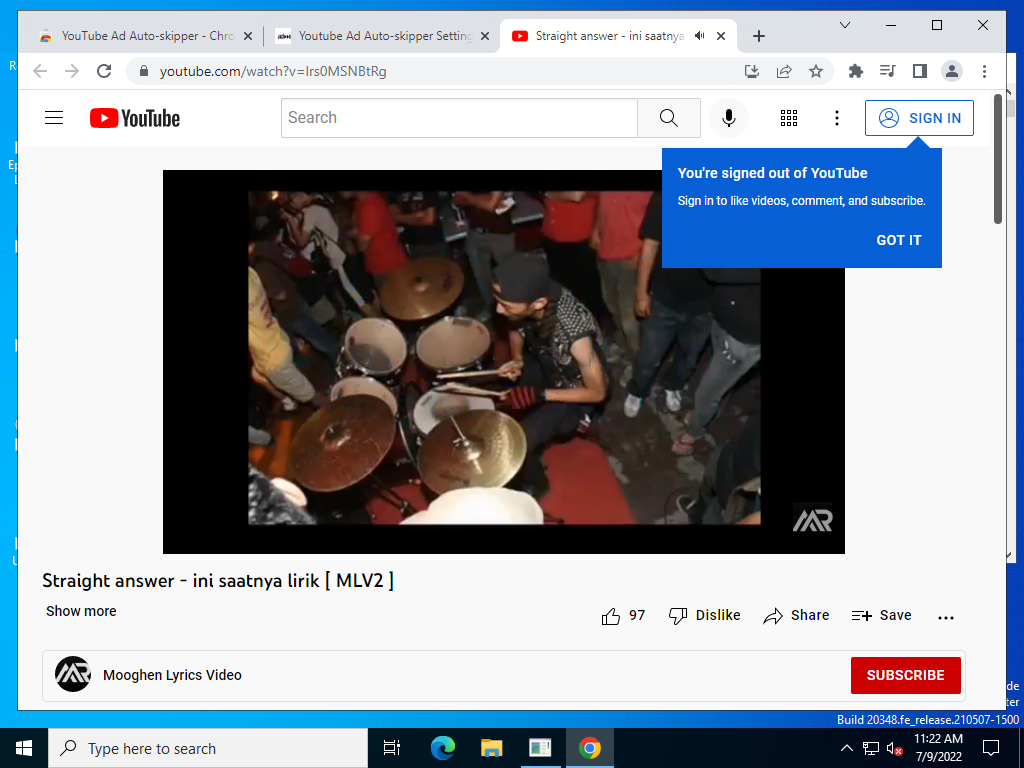 YouTube Ad Auto-skipper - Chro
Youtube Ad Auto-skipper Setting
Straight answer - ini saatnya
youtube.com/watch?v=Irs0MSNBtRg
YouTube
Search
SIGN IN
You're signed out of YouTube
Sign in to like videos, comment, and subscribe.
GOT IT
MR
Straight answer - ini saatnya lirik [ MLV2 ]
Show more
97
Dislike
Share
Save
Mooghen Lyrics Video
SUBSCRIBE
Build 20348.fe_release.210507-1500
Type here to search
11:22 AM
7/9/2022